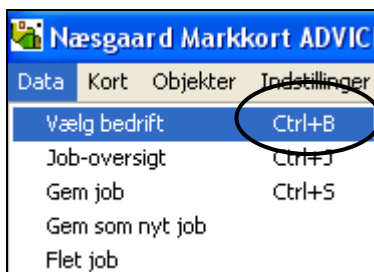 Næsgaard Markkort ADVIC
Data Kort Objekter Indstillinger
Vælg bedrift Ctrl+B
Job-oversigt Ctrl+J
Gem job Ctrl+S
Gem som nyt job
Flet job